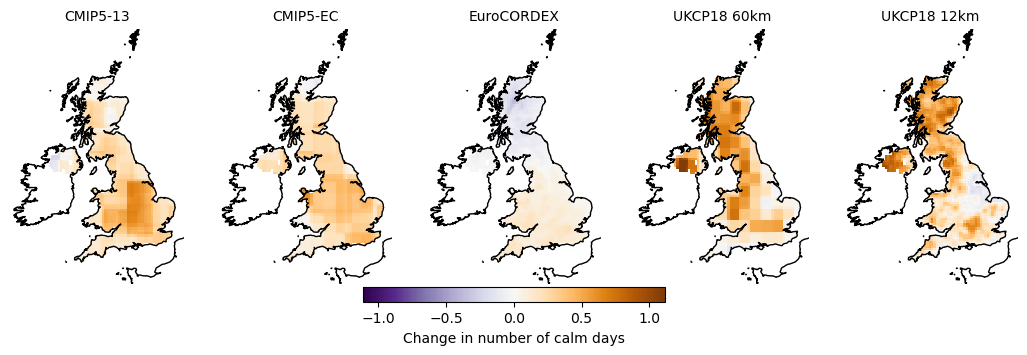 CMIP5-13 CMIP5-EC EuroCORDEX UKCP18 60km UKCP18 12km
−1.0 −0.5 0.0 0.5 1.0
Change in number of calm days